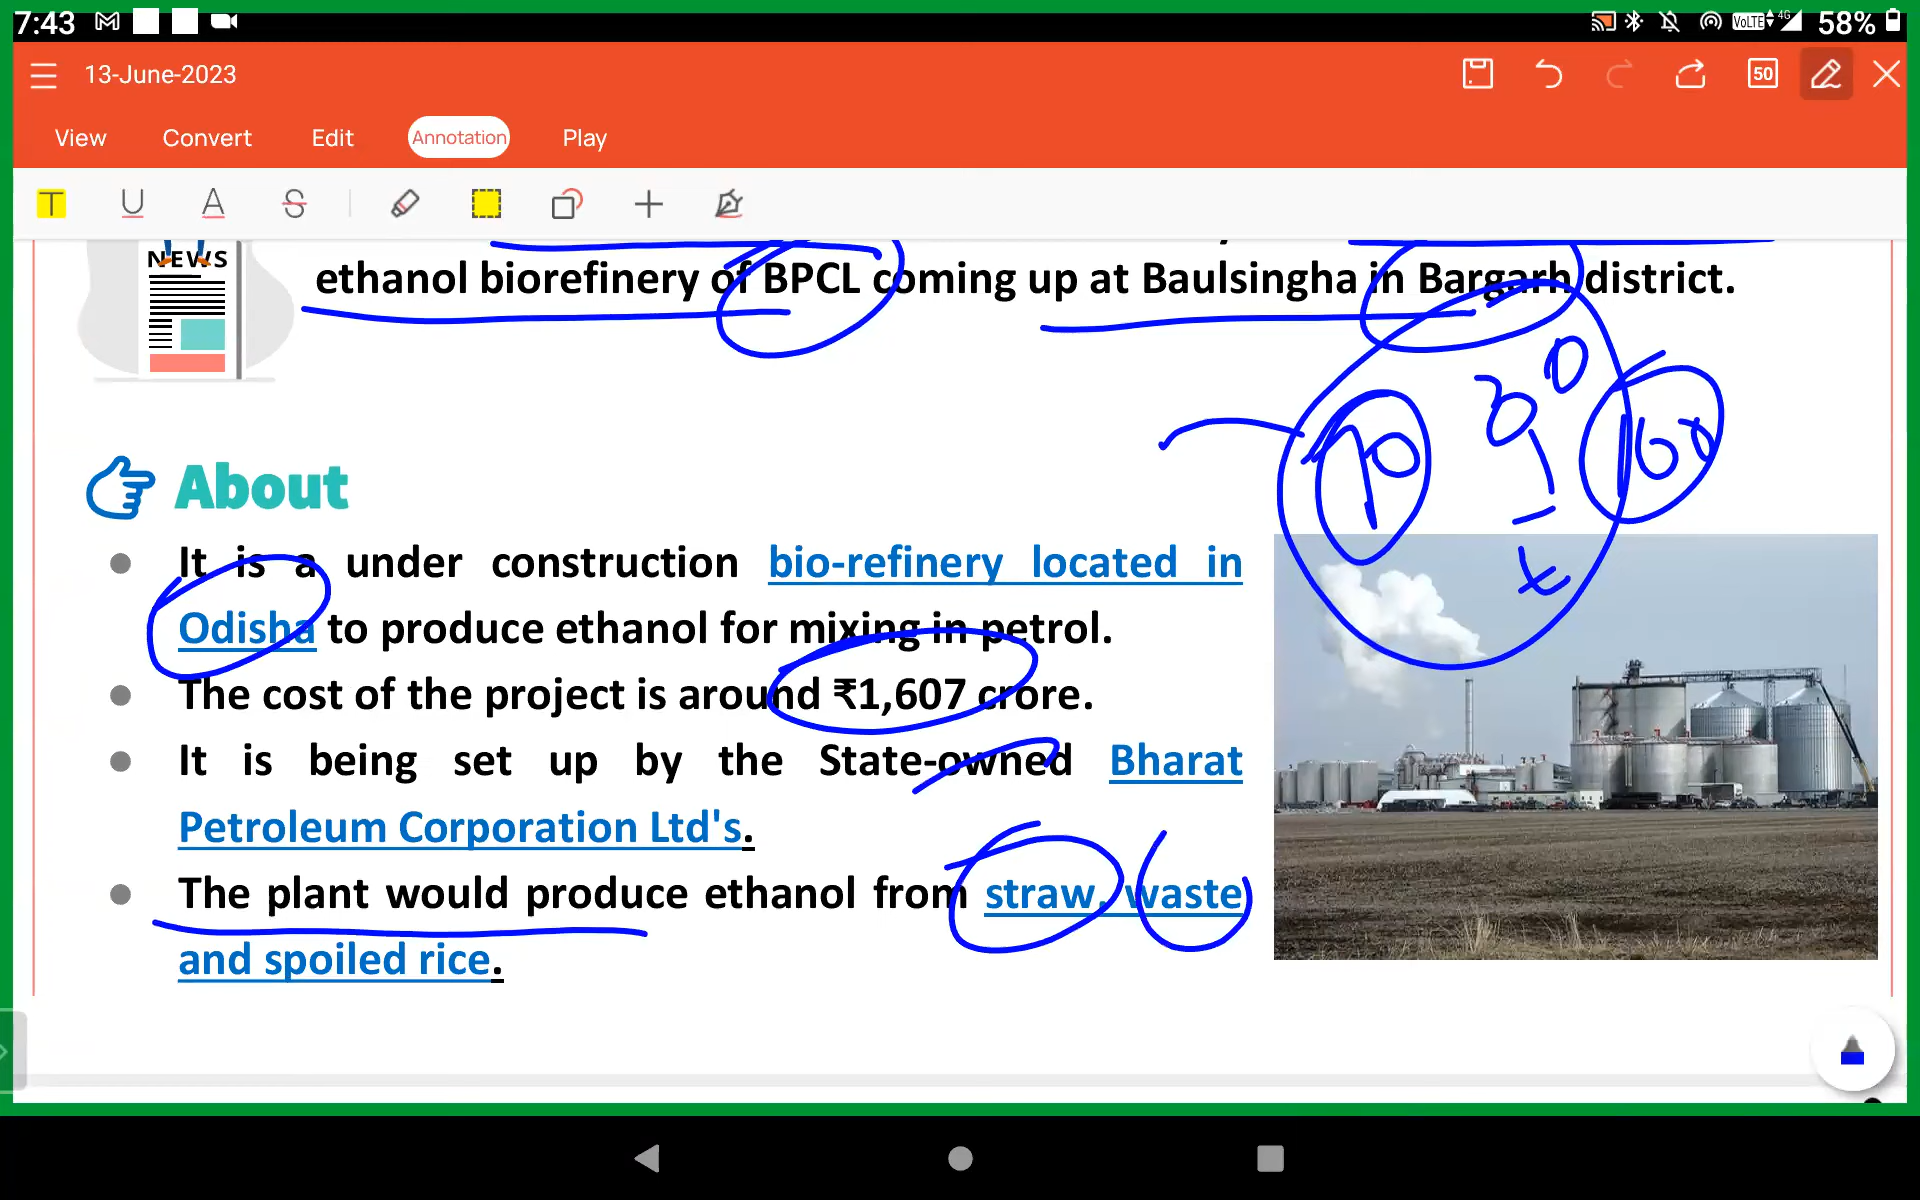 7:43 VoLTE 4G 58%
13-June-2023 50
View Convert Edit Annotation Play
T U A S
NEWS
ethanol biorefinery of BPCL coming up at Baulsingha in Bargarh district.
About
It is a under construction bio-refinery located in
Odisha to produce ethanol for mixing in petrol.
The cost of the project is around ₹1,607 crore.
It is being set up by the State-owned Bharat
Petroleum Corporation Ltd's.
The plant would produce ethanol from straw, waste
and spoiled rice.